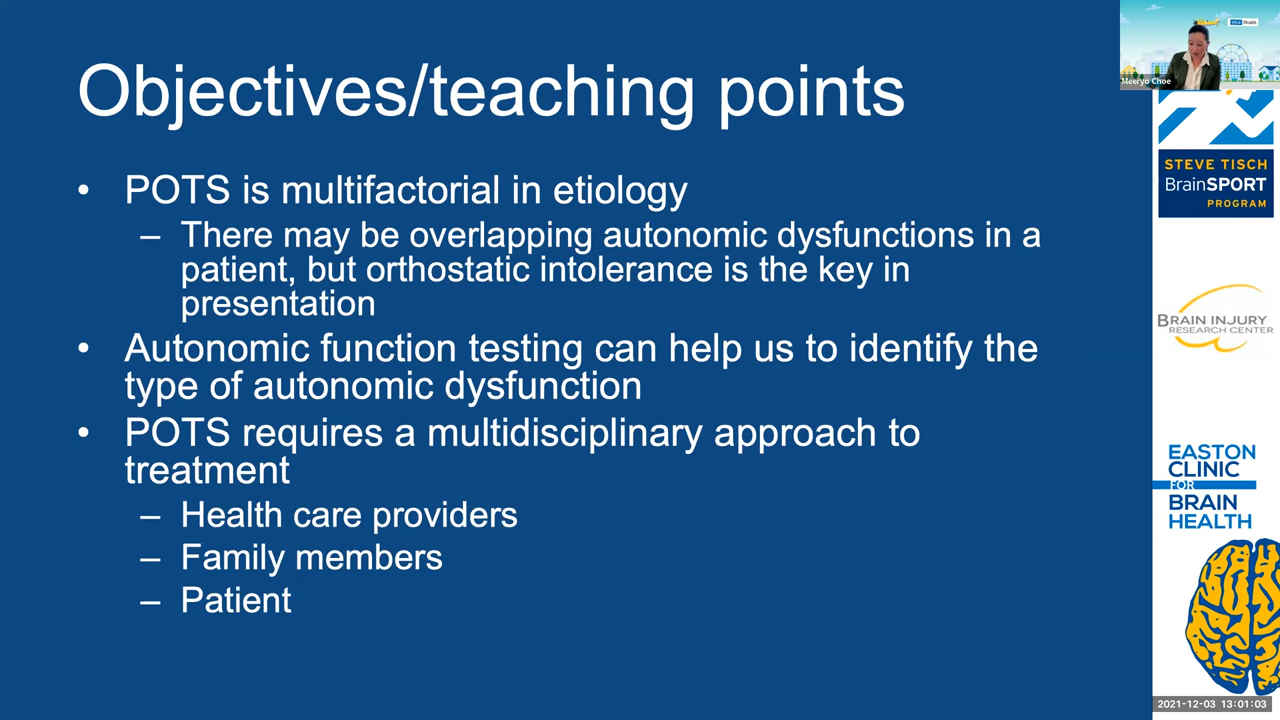 Objectives/teaching points
• POTS is multifactorial in etiology
– There may be overlapping autonomic dysfunctions in a
patient, but orthostatic intolerance is the key in
presentation
• Autonomic function testing can help us to identify the
type of autonomic dysfunction
• POTS requires a multidisciplinary approach to
treatment
– Health care providers
– Family members
– Patient
Meeryo Choe
STEVE TISCH
BrainSPORT
PROGRAM
BRAIN INJURY
RESEARCH CENTER
EASTON
CLINIC
FOR
BRAIN
HEALTH
2021-12-03 13:01:03